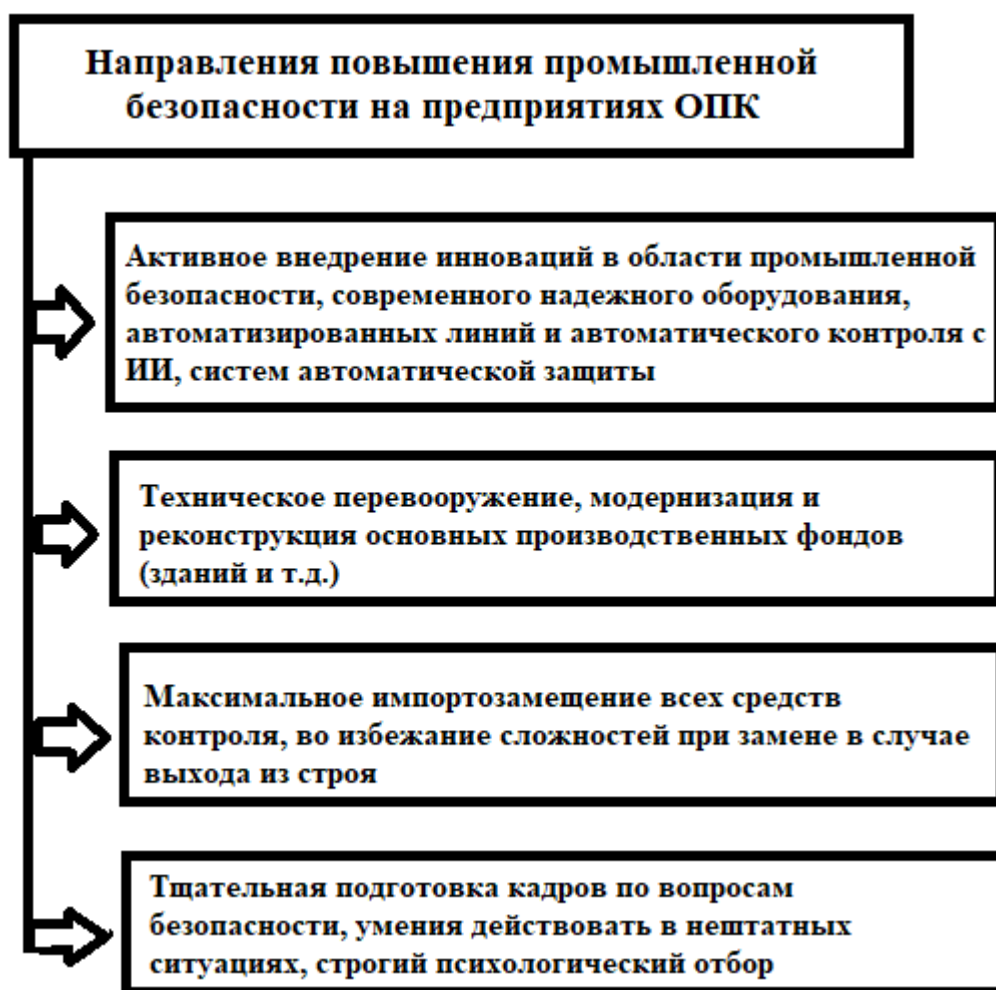 Направления повышения промышленной
безопасности на предприятиях ОПК
Активное внедрение инноваций в области промышленной
безопасности, современного надежного оборудования,
автоматизированных линий и автоматического контроля с
ИИ, систем автоматической защиты
Техническое перевооружение, модернизация и
реконструкция основных производственных фондов
(зданий и т.д.)
Максимальное импортозамещение всех средств
контроля, во избежание сложностей при замене в случае
выхода из строя
Тщательная подготовка кадров по вопросам
безопасности, умения действовать в нештатных
ситуациях, строгий психологический отбор